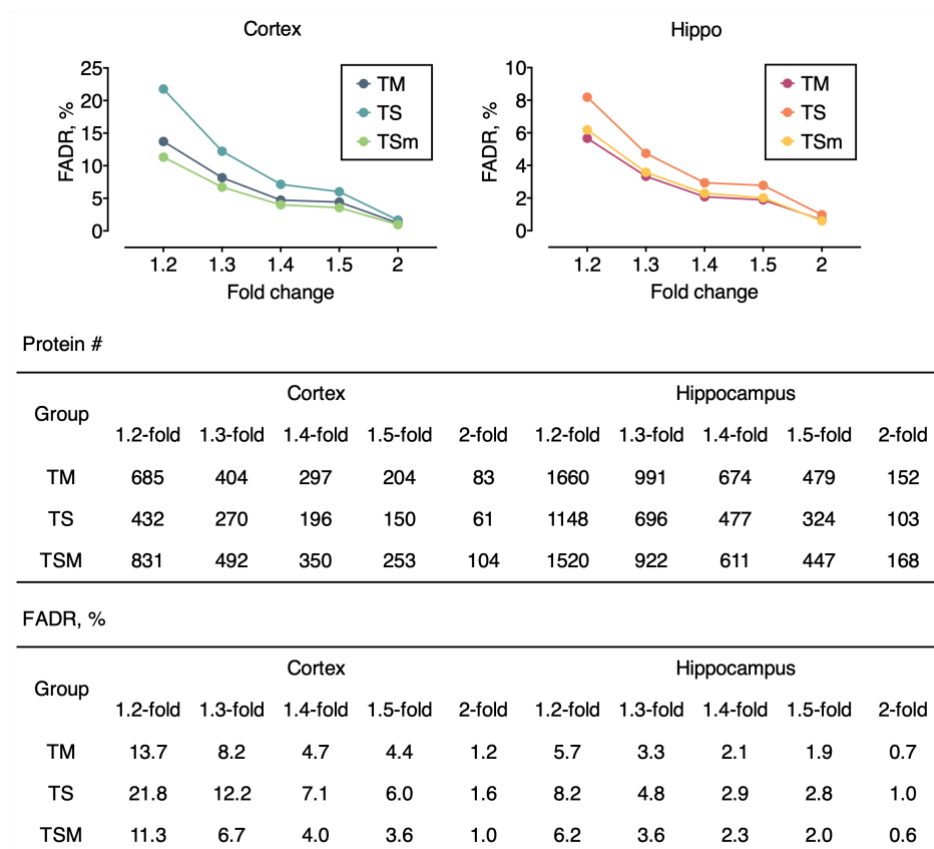 Cortex
25
20
15
10
5
0
FADR, %
TM
TS
TSm
1.2 1.3 1.4 1.5 2
Fold change
Hippo
10
8
6
4
2
0
FADR, %
TM
TS
TSm
1.2 1.3 1.4 1.5 2
Fold change
Protein #
Group Cortex Hippocampus
1.2-fold 1.3-fold 1.4-fold 1.5-fold 2-fold 1.2-fold 1.3-fold 1.4-fold 1.5-fold 2-fold
TM 685 404 297 204 83 1660 991 674 479 152
TS 432 270 196 150 61 1148 696 477 324 103
TSM 831 492 350 253 104 1520 922 611 447 168
FADR, %
Group Cortex Hippocampus
1.2-fold 1.3-fold 1.4-fold 1.5-fold 2-fold 1.2-fold 1.3-fold 1.4-fold 1.5-fold 2-fold
TM 13.7 8.2 4.7 4.4 1.2 5.7 3.3 2.1 1.9 0.7
TS 21.8 12.2 7.1 6.0 1.6 8.2 4.8 2.9 2.8 1.0
TSM 11.3 6.7 4.0 3.6 1.0 6.2 3.6 2.3 2.0 0.6